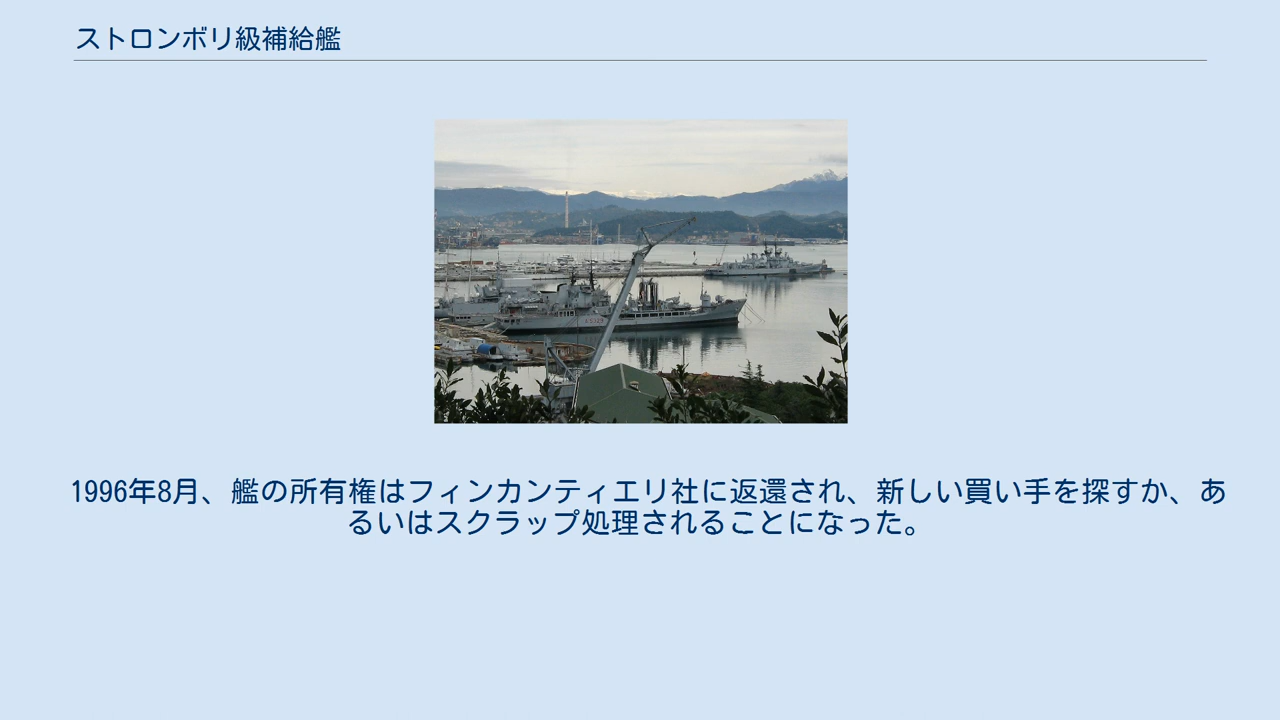 ストロンボリ級補給艦
1996年8月、艦の所有権はフィンカンティエリ社に返還され、新しい買い手を探すか、あ
るいはスクラップ処理されることになった。